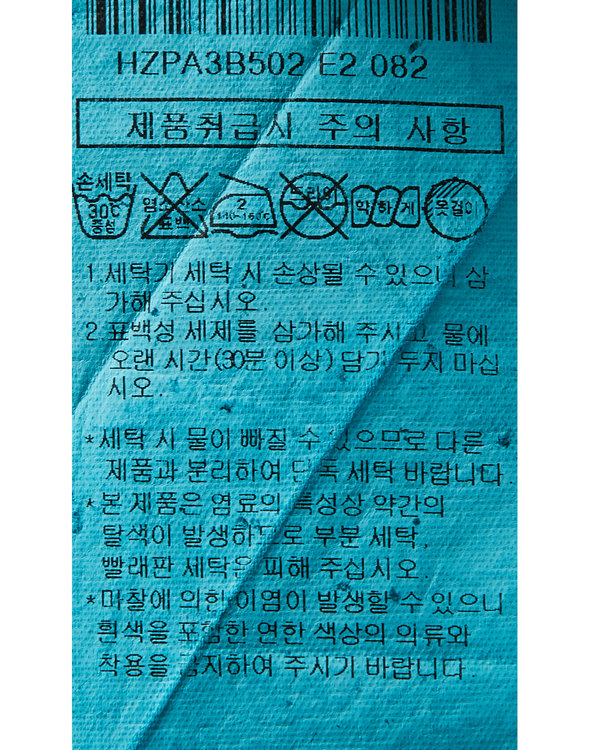 HZPA3B502 E2 082
제품취급시 주의 사항
손세탁
30℃
중성
염소산소
표백
2
140~160℃
드라이
약하게
옷걸이
1.세탁기 세탁 시 손상될 수 있으니 삼
가해 주십시오
2.표백성 세제를 삼가해 주시고 물에
오랜 시간(30분 이상) 담가 두지 마십
시오.
*세탁 시 물이 빠질 수 있으므로 다른
제품과 분리하여 단독 세탁 바랍니다.
*본 제품은 염료의 특성상 약간의
탈색이 발생하므로 부분 세탁,
빨래판 세탁은 피해 주십시오.
*마찰에 의한 이염이 발생할 수 있으니
흰색을 포함한 연한 색상의 의류와
착용을 금지하여 주시기 바랍니다.